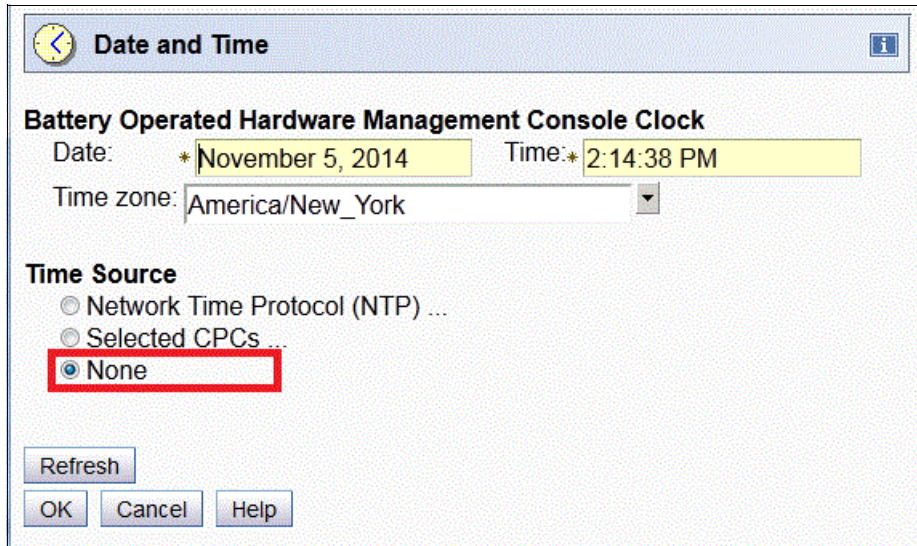 Date and Time
i
Battery Operated Hardware Management Console Clock
Date: * November 5, 2014 Time: * 2:14:38 PM
Time zone: America/New_York
Time Source
Network Time Protocol (NTP) ...
Selected CPCs ...
None
Refresh
OK Cancel Help